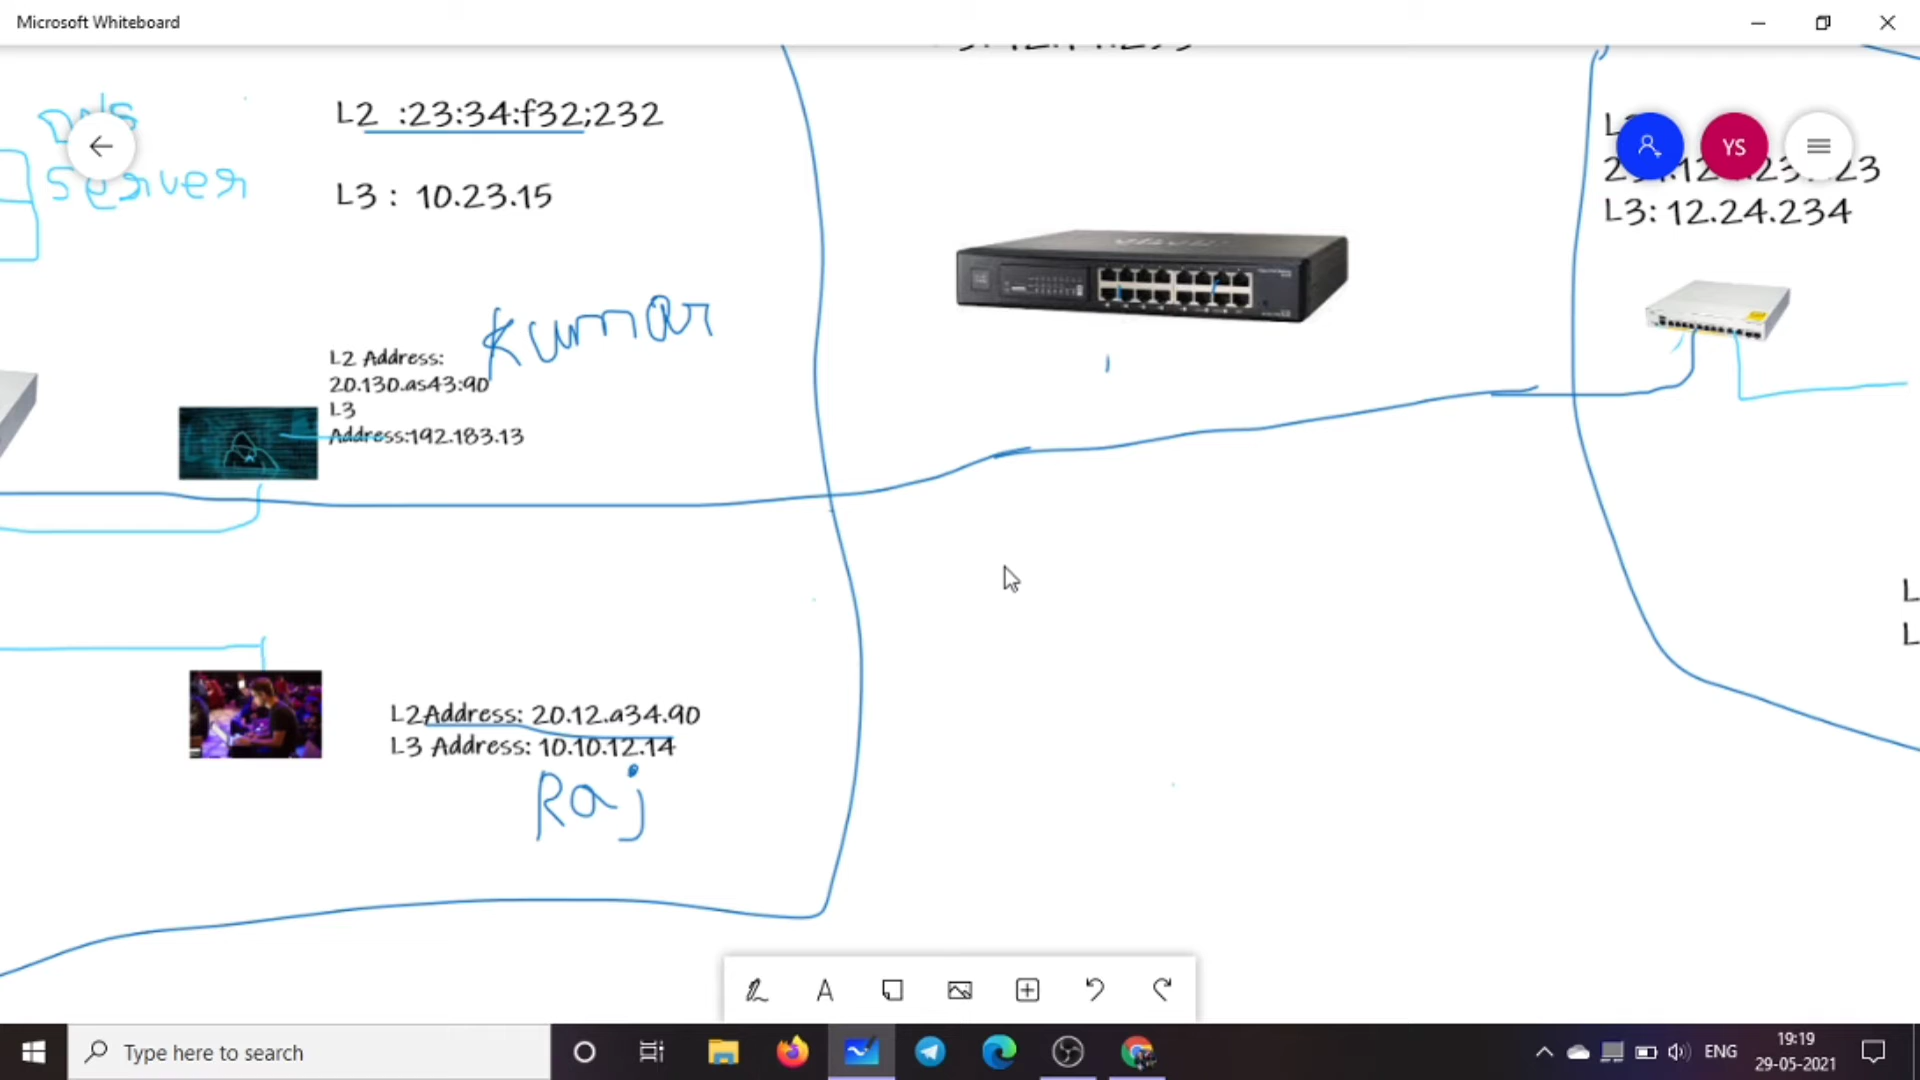 Microsoft Whiteboard
L2 :23:34:f32;232
Server
L3 : 10.23.15
L3: 12.24.234
YS
Kumar
L2 Address:
20.130.as43:90
L3
Address:192.183.13
L2Address: 20.12.a34.90
L3 Address: 10.10.12.14
Raj
Type here to search
ENG
19:19
29-05-2021